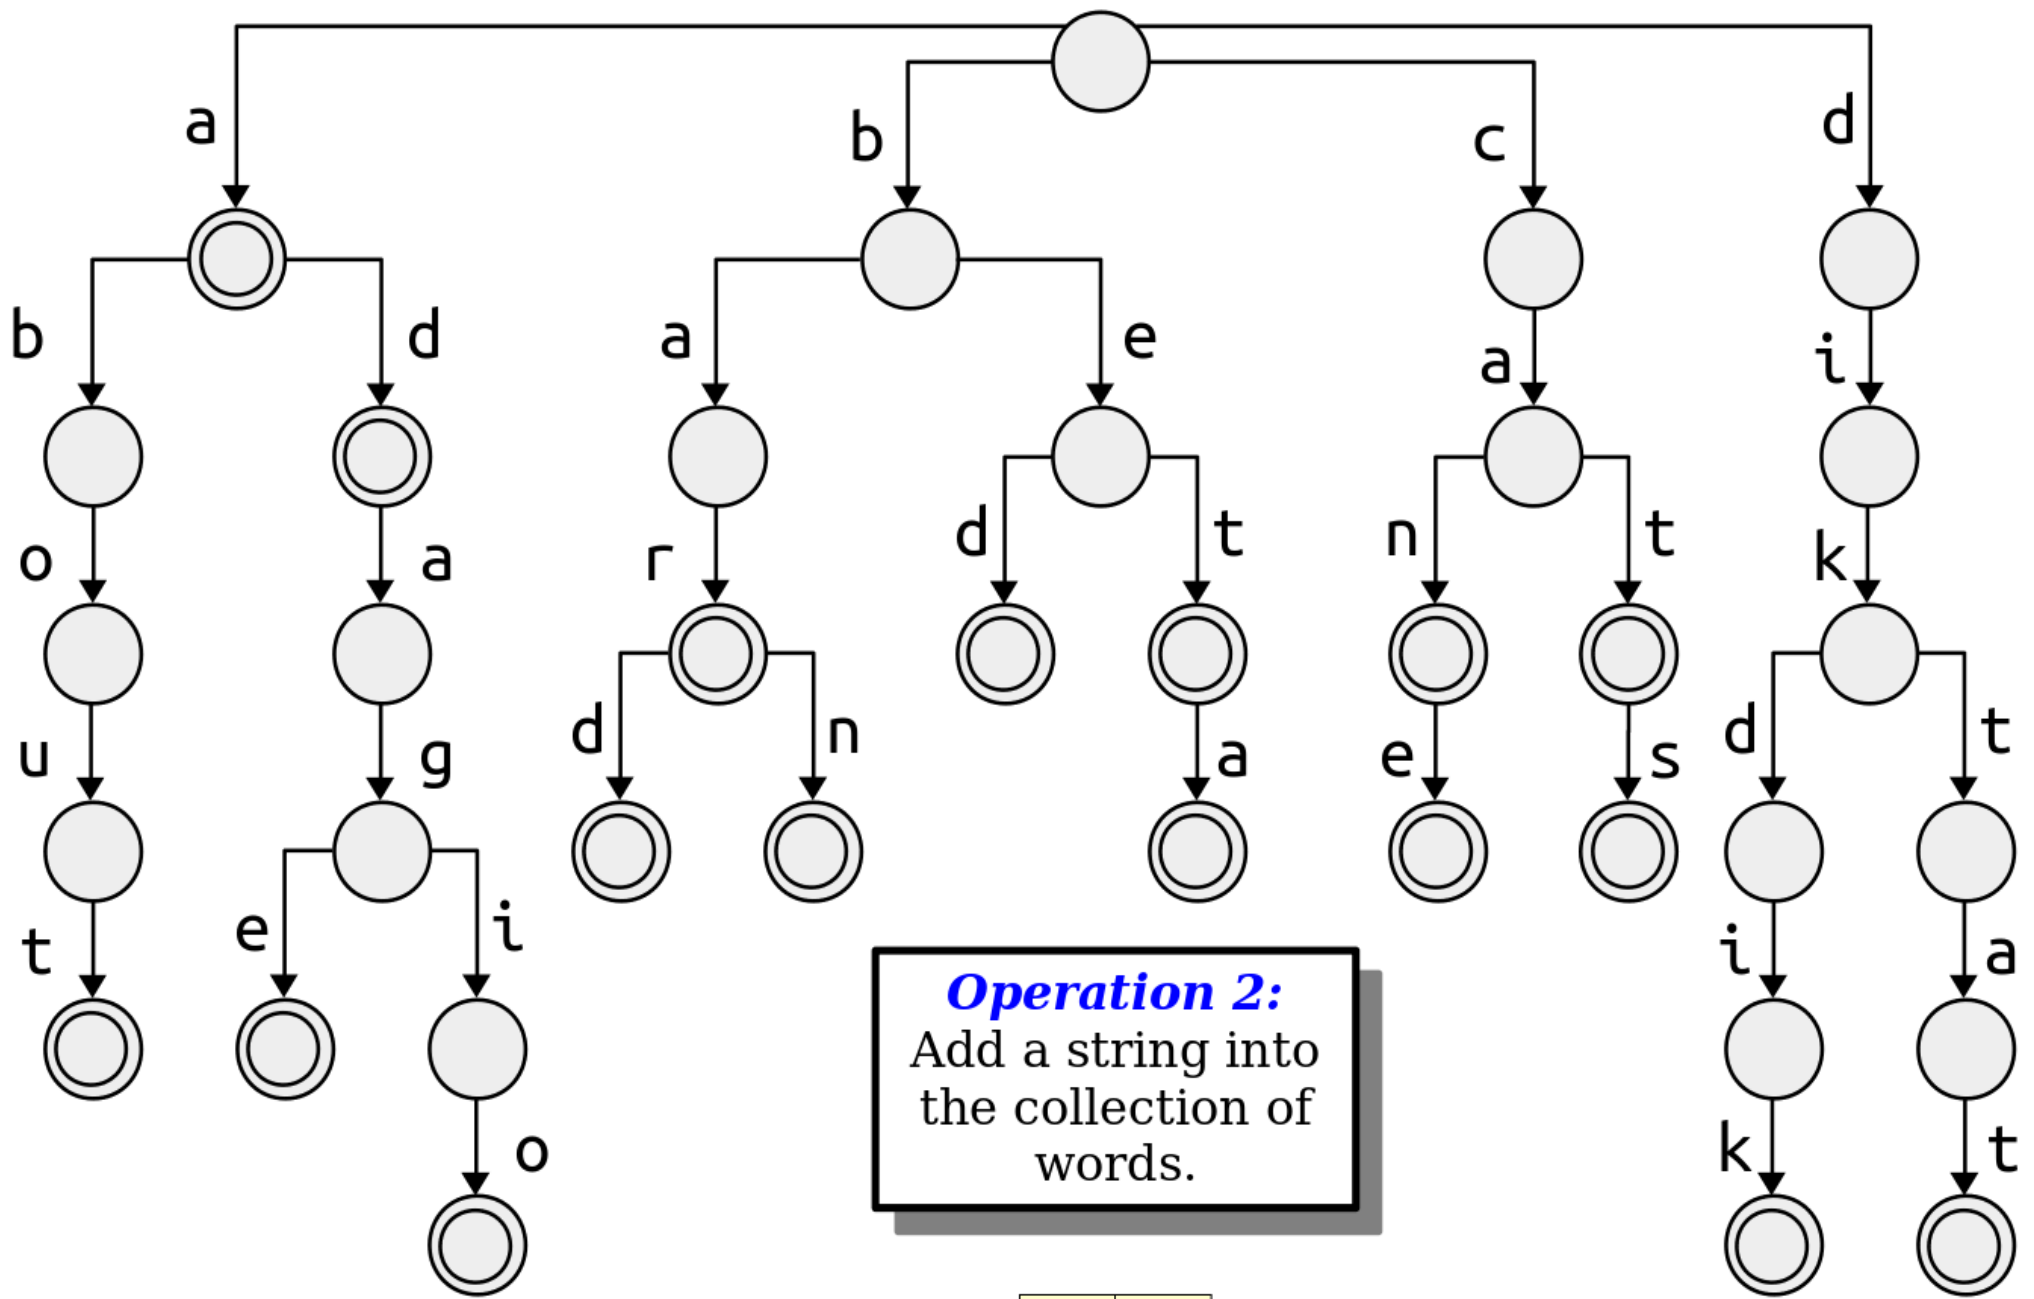 a
b
c
d
b
d
a
e
a
i
o
a
r
d
t
n
t
k
u
g
d
n
a
e
s
d
t
t
e
i
i
a
Operation 2:
Add a string into
the collection of
words.
o
k
t